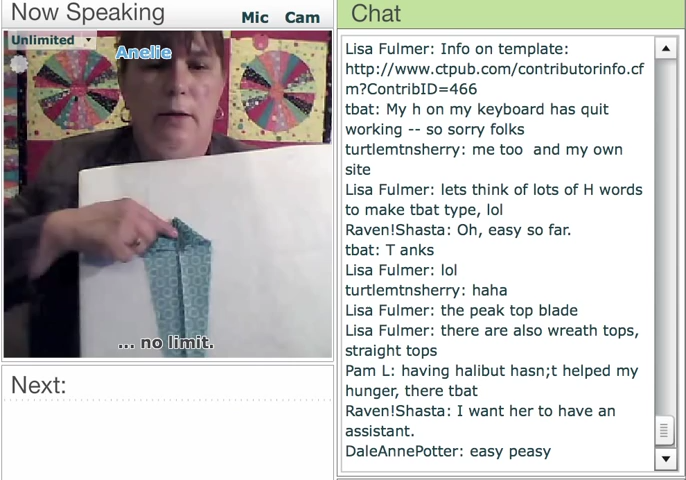 Now Speaking
Mic Cam
Unlimited
Anelie
... no limit.
Next:
Chat
Lisa Fulmer: Info on template:
http://www.ctpub.com/contributorinfo.cf
m?ContribID=466
tbat: My h on my keyboard has quit
working -- so sorry folks
turtlemtnsherry: me too  and my own
site
Lisa Fulmer: lets think of lots of H words
to make tbat type, lol
Raven!Shasta: Oh, easy so far.
tbat: T anks
Lisa Fulmer: lol
turtlemtnsherry: haha
Lisa Fulmer: the peak top blade
Lisa Fulmer: there are also wreath tops,
straight tops
Pam L: having halibut hasn;t helped my
hunger, there tbat
Raven!Shasta: I want her to have an
assistant.
DaleAnnePotter: easy peasy